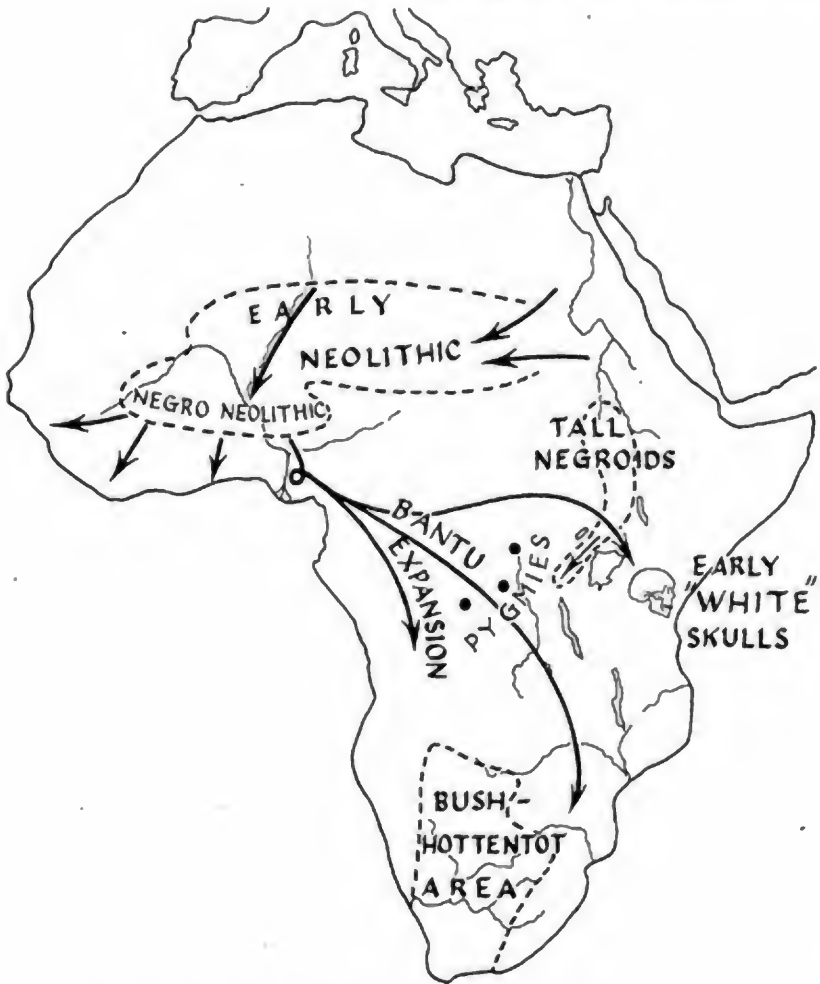 EARLY
NEOLITHIC
NEGRO NEOLITHIC
TALL
NEGROIDS
BANTU
EXPANSION
PYGMIES
"EARLY
"WHITE"
SKULLS
BUSH-
HOTTENTOT
AREA